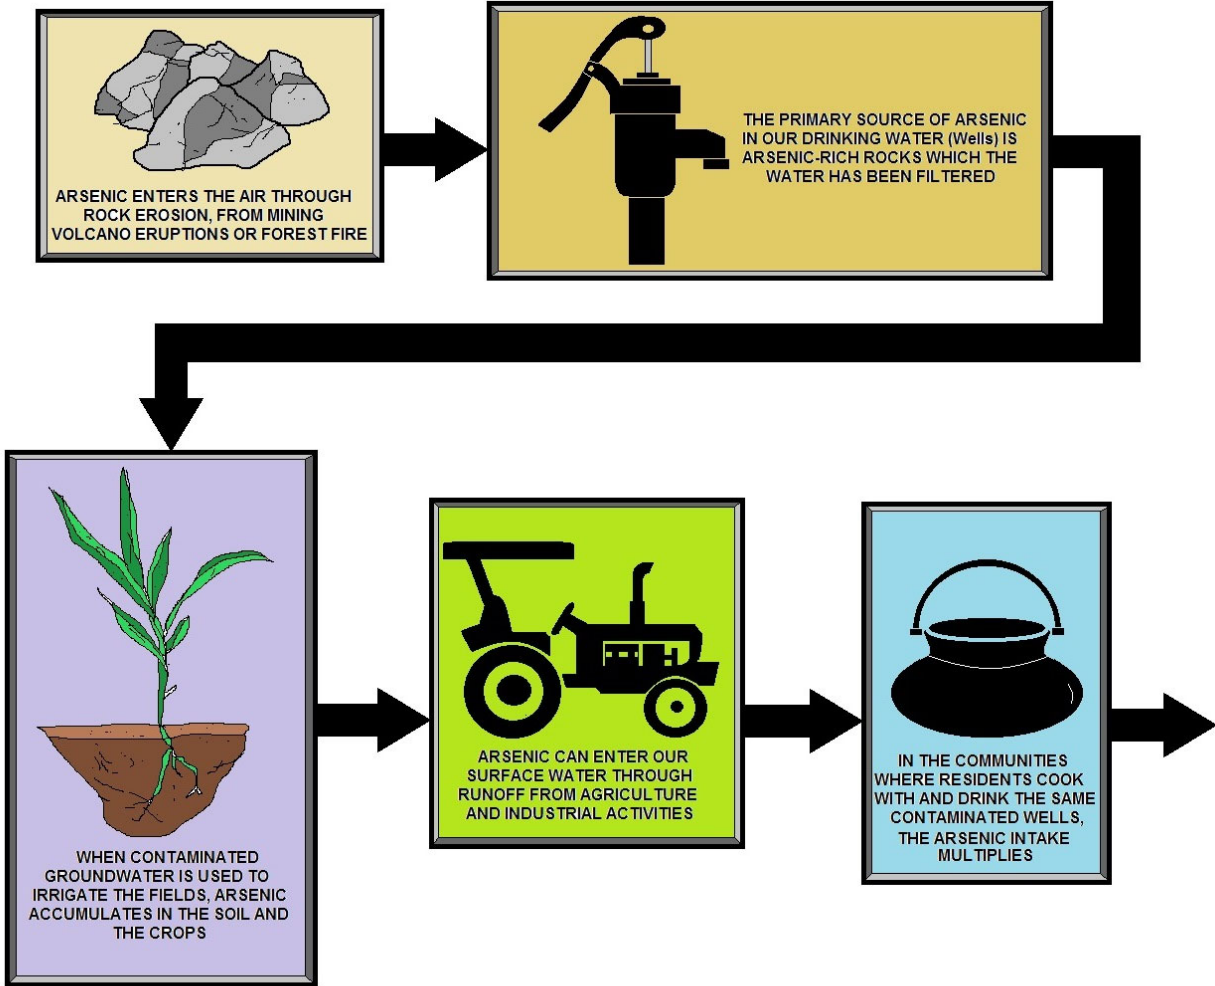 ARSENIC ENTERS THE AIR THROUGH
ROCK EROSION, FROM MINING
VOLCANO ERUPTIONS OR FOREST FIRE
THE PRIMARY SOURCE OF ARSENIC
IN OUR DRINKING WATER (Wells) IS
ARSENIC-RICH ROCKS WHICH THE
WATER HAS BEEN FILTERED
WHEN CONTAMINATED
GROUNDWATER IS USED TO
IRRIGATE THE FIELDS, ARSENIC
ACCUMULATES IN THE SOIL AND
THE CROPS
ARSENIC CAN ENTER OUR
SURFACE WATER THROUGH
RUNOFF FROM AGRICULTURE
AND INDUSTRIAL ACTIVITIES
IN THE COMMUNITIES
WHERE RESIDENTS COOK
WITH AND DRINK THE SAME
CONTAMINATED WELLS,
THE ARSENIC INTAKE
MULTIPLIES